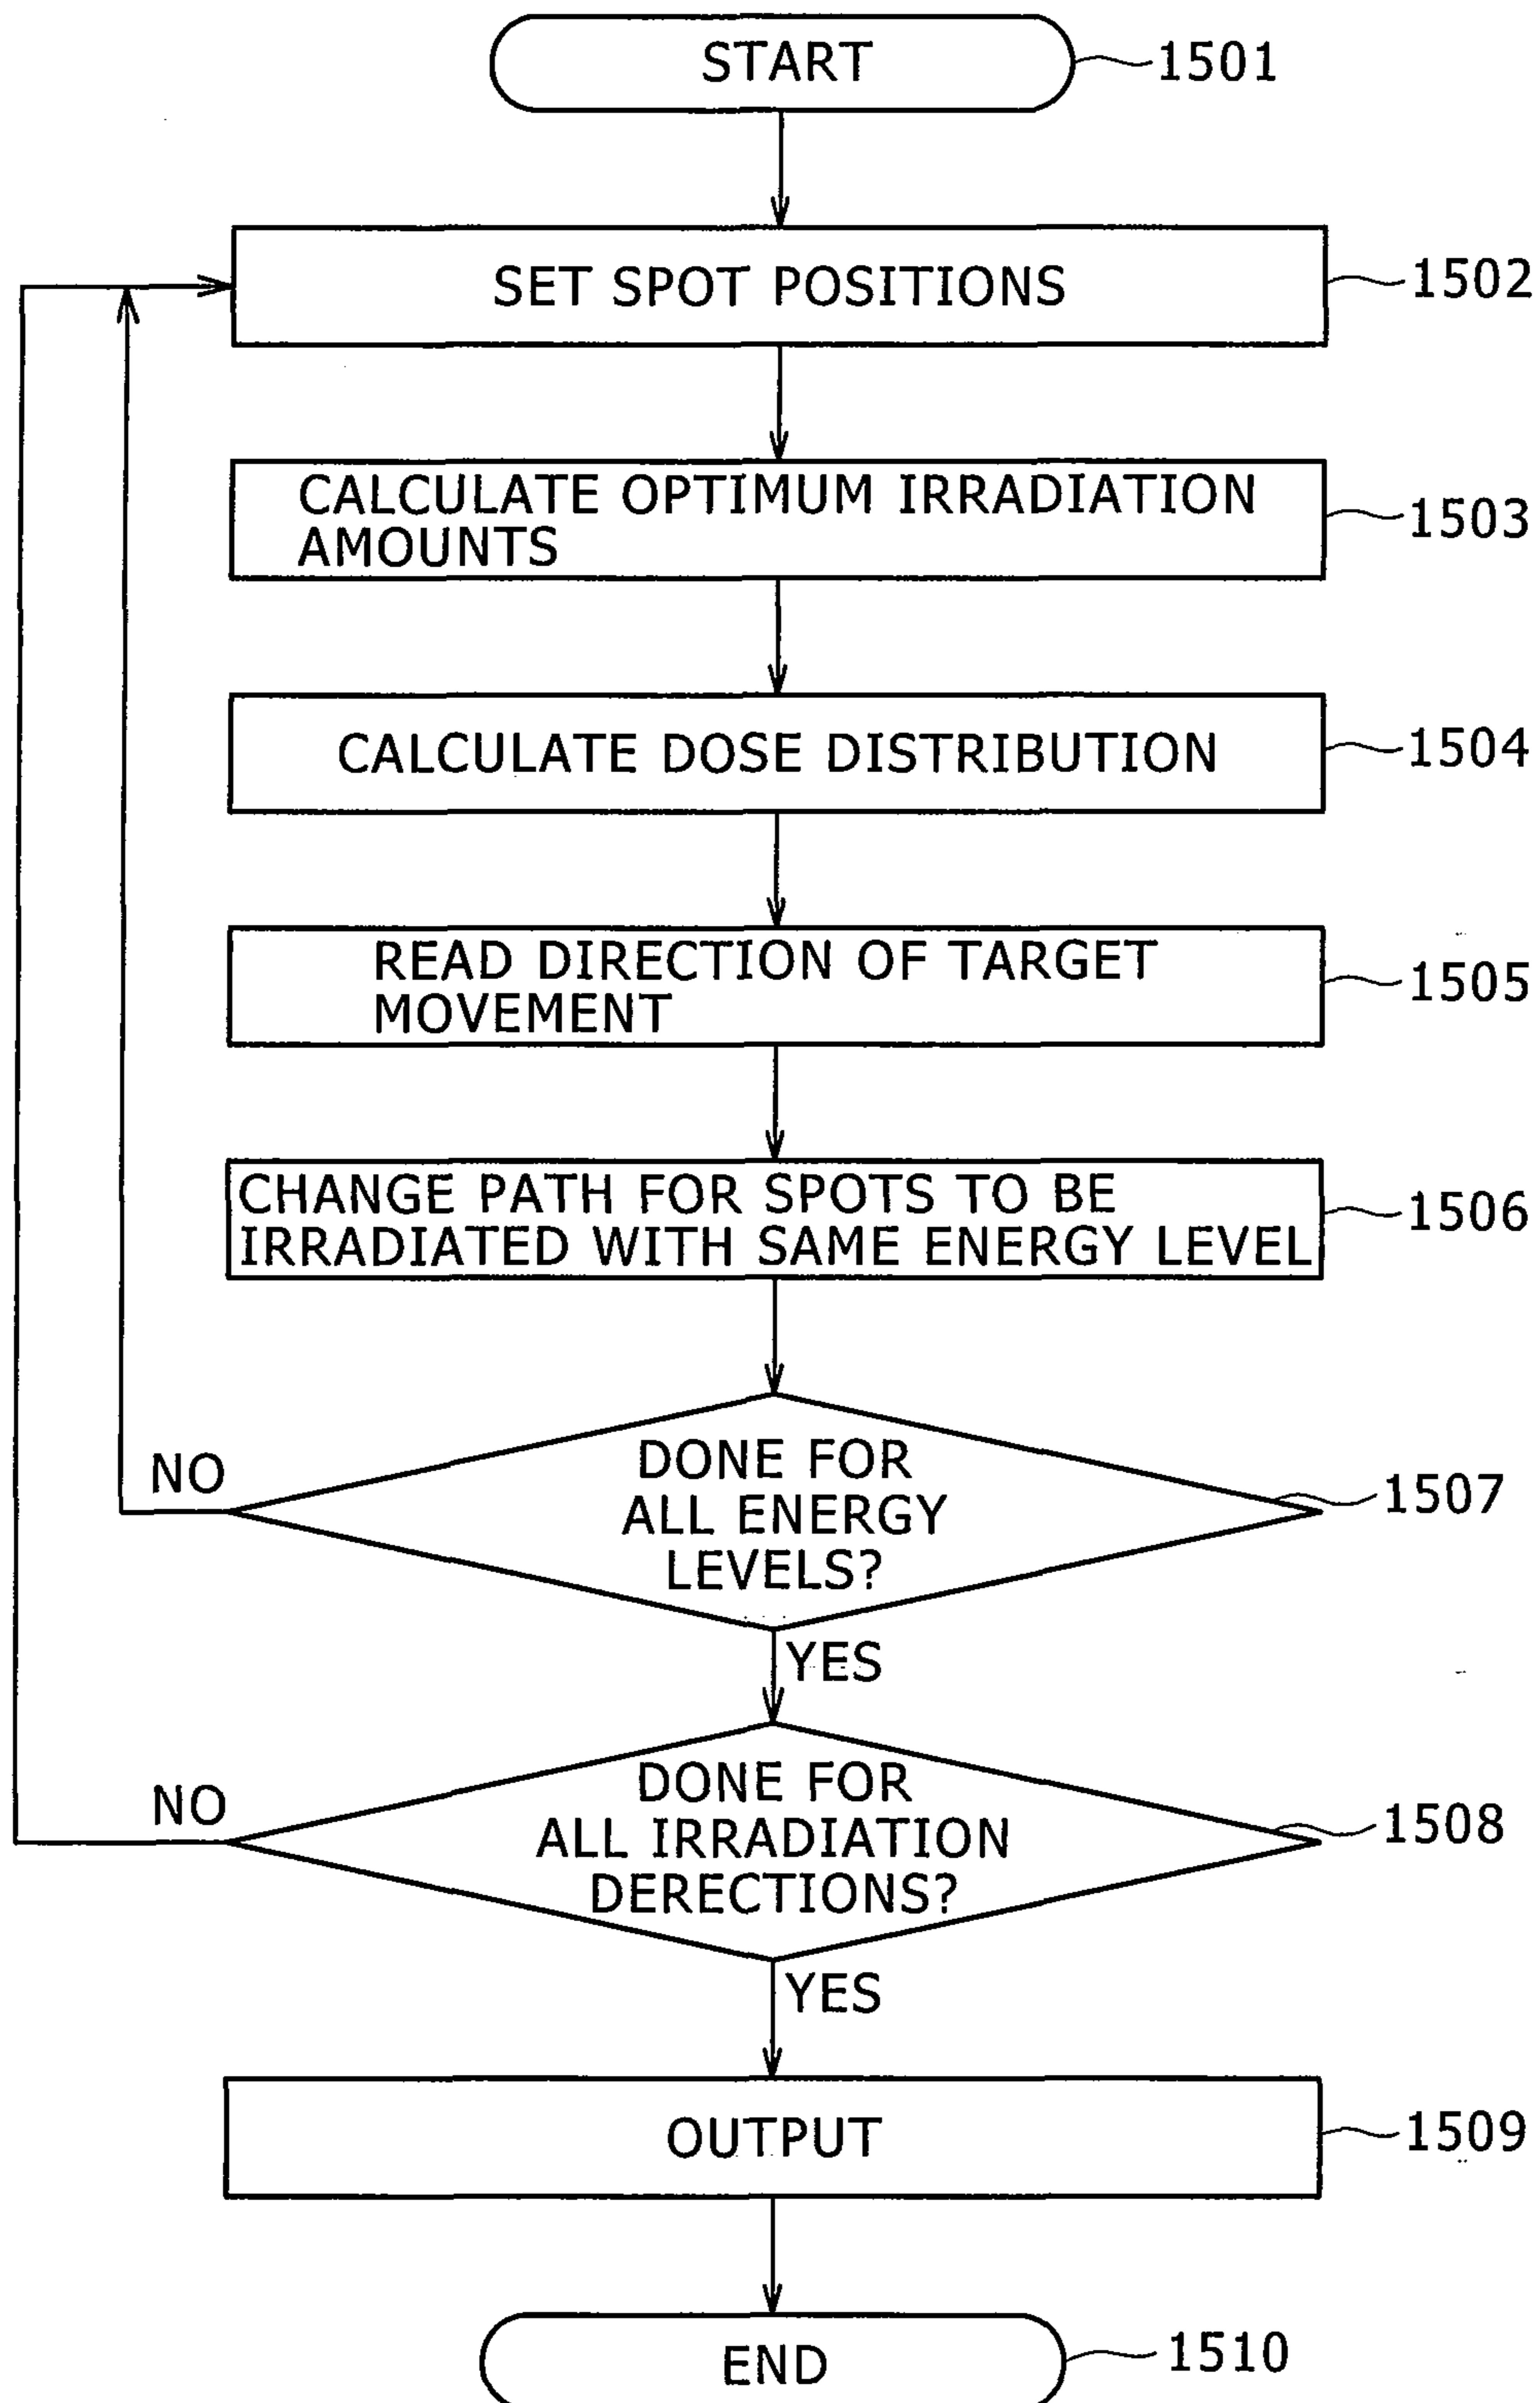 START
1501
SET SPOT POSITIONS
1502
CALCULATE OPTIMUM IRRADIATION
AMOUNTS
1503
CALCULATE DOSE DISTRIBUTION
1504
READ DIRECTION OF TARGET
MOVEMENT
1505
CHANGE PATH FOR SPOTS TO BE
IRRADIATED WITH SAME ENERGY LEVEL
1506
NO
DONE FOR
ALL ENERGY
LEVELS?
1507
YES
NO
DONE FOR
ALL IRRADIATION
DERECTIONS?
1508
YES
OUTPUT
1509
END
1510